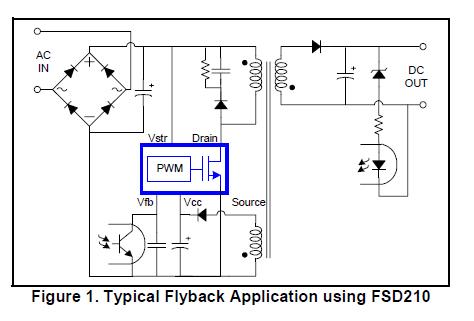 AC
IN
DC
OUT
Vstr Drain
PWM
Vfb Vcc Source
Figure 1. Typical Flyback Application using FSD210